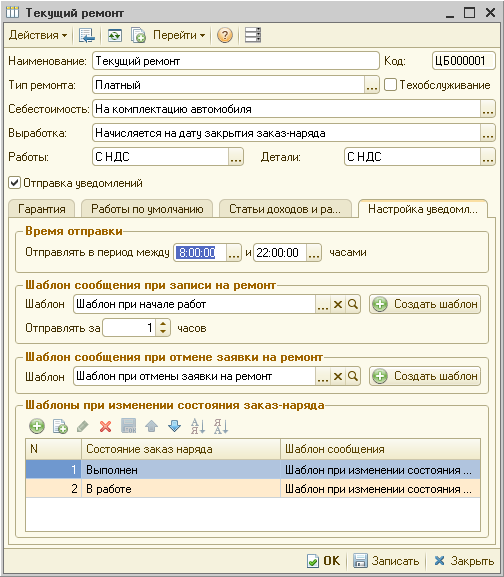 Текущий ремонт
Действия Перейти
Наименование: Текущий ремонт Код: ЦБ000001
Тип ремонта: Платный ... Техобслуживание
Себестоимость: На комплектацию автомобиля ...
Выработка: Начисляется на дату закрытия заказ-наряда ...
Работы: С НДС ... Детали: С НДС ...
Отправка уведомлений
Гарантия Работы по умолчанию Статьи доходов и ра... Настройка уведомл...
Время отправки
Отправлять в период между 8:00:00 ... и 22:00:00 ... часами
Шаблон сообщения при записи на ремонт
Шаблон Шаблон при начале работ ... Создать шаблон
Отправлять за 1 часов
Шаблон сообщения при отмене заявки на ремонт
Шаблон Шаблон при отмены заявки на ремонт ... Создать шаблон
Шаблоны при изменении состояния заказ-наряда
N Состояние заказ наряда Шаблон сообщения
1 Выполнен Шаблон при изменении состояния ...
2 В работе Шаблон при изменении состояния ...
OK Записать Закрыть